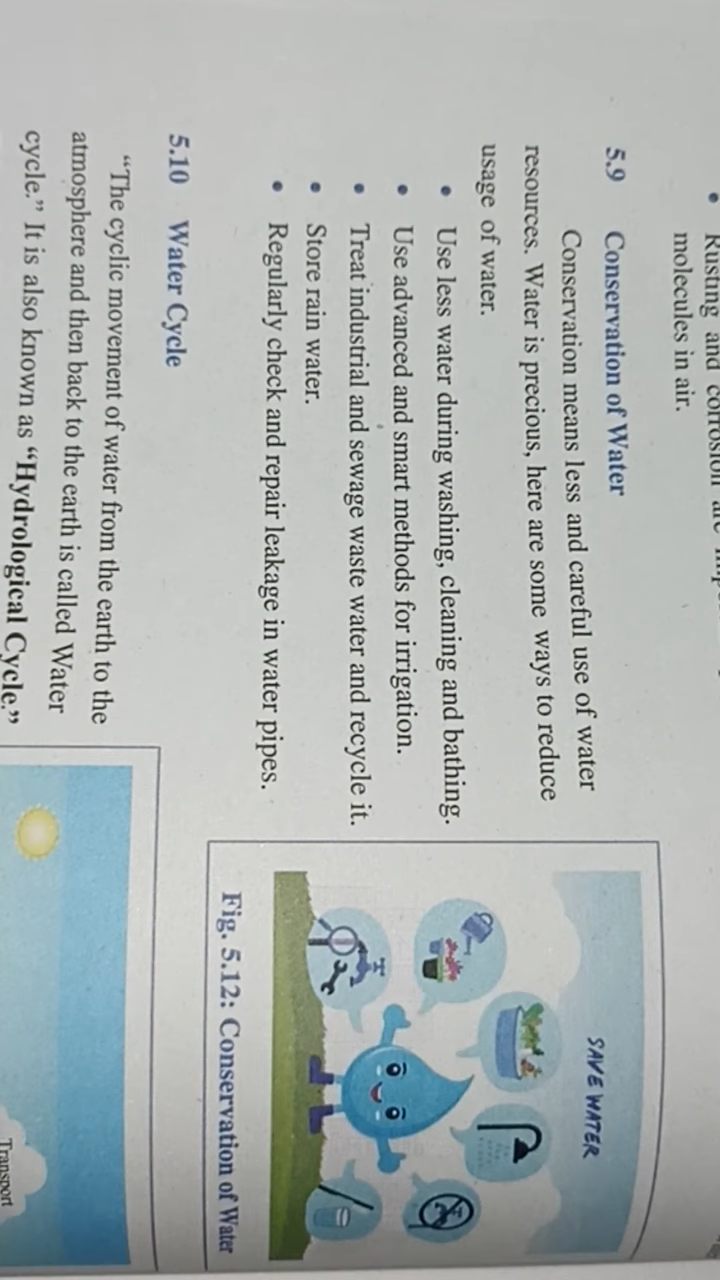 • Rusting and corrosion are
molecules in air.
5.9 Conservation of Water
Conservation means less and careful use of water
resources. Water is precious, here are some ways to reduce
usage of water.
• Use less water during washing, cleaning and bathing.
• Use advanced and smart methods for irrigation.
• Treat industrial and sewage waste water and recycle it.
• Store rain water.
• Regularly check and repair leakage in water pipes.
SAVE WATER
Fig. 5.12: Conservation of Water
5.10 Water Cycle
“The cyclic movement of water from the earth to the
atmosphere and then back to the earth is called Water
cycle.” It is also known as “Hydrological Cycle.”
Transport